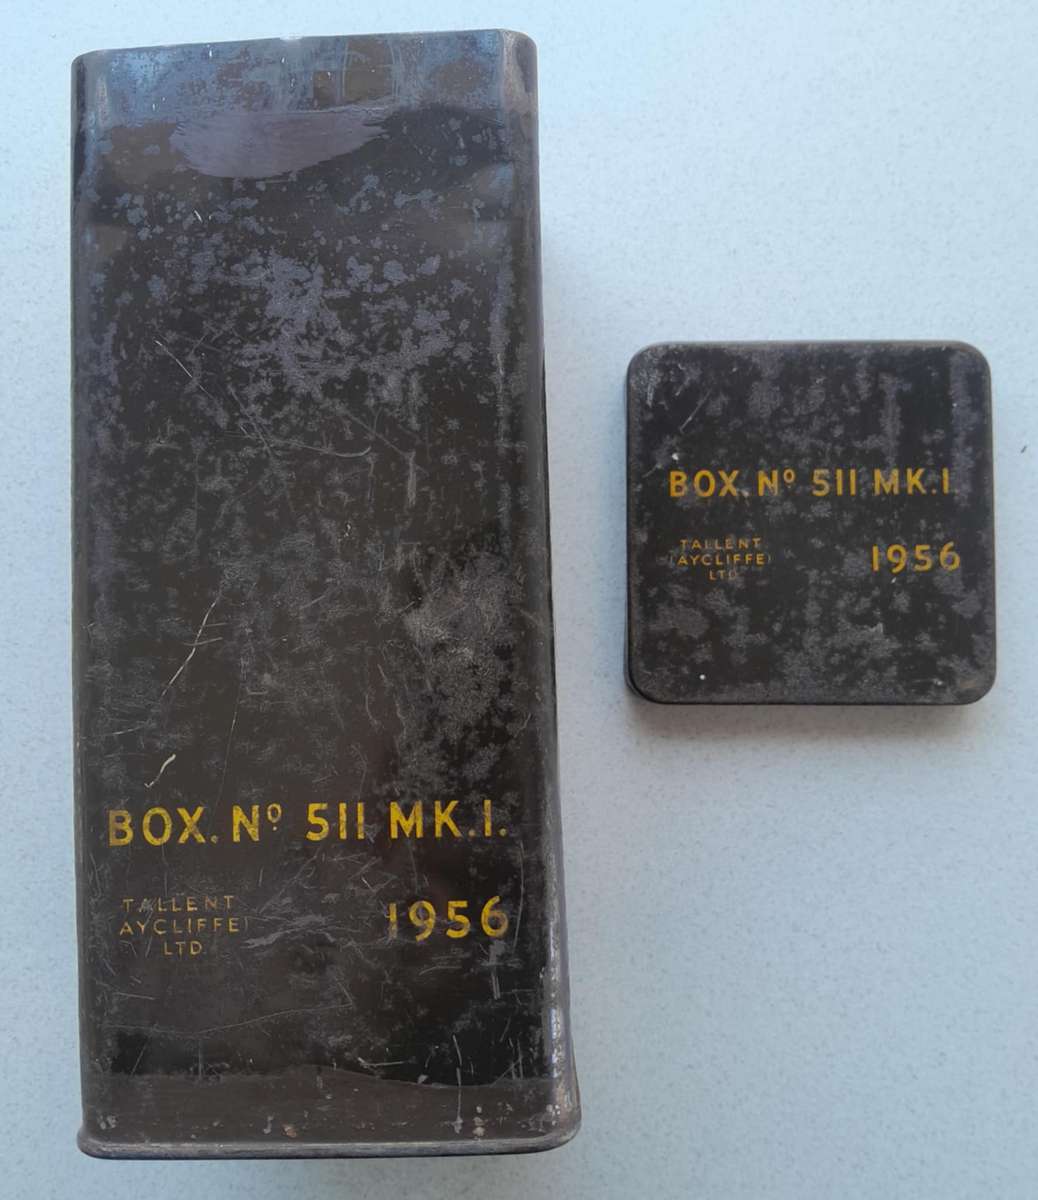 BOX. Nº 511 MK.I.
TALLENT
AYCLIFFE)
LTD
1956
BOX. Nº 511 MK.I.
TALLENT
(AYCLIFFE)
LTD
1956